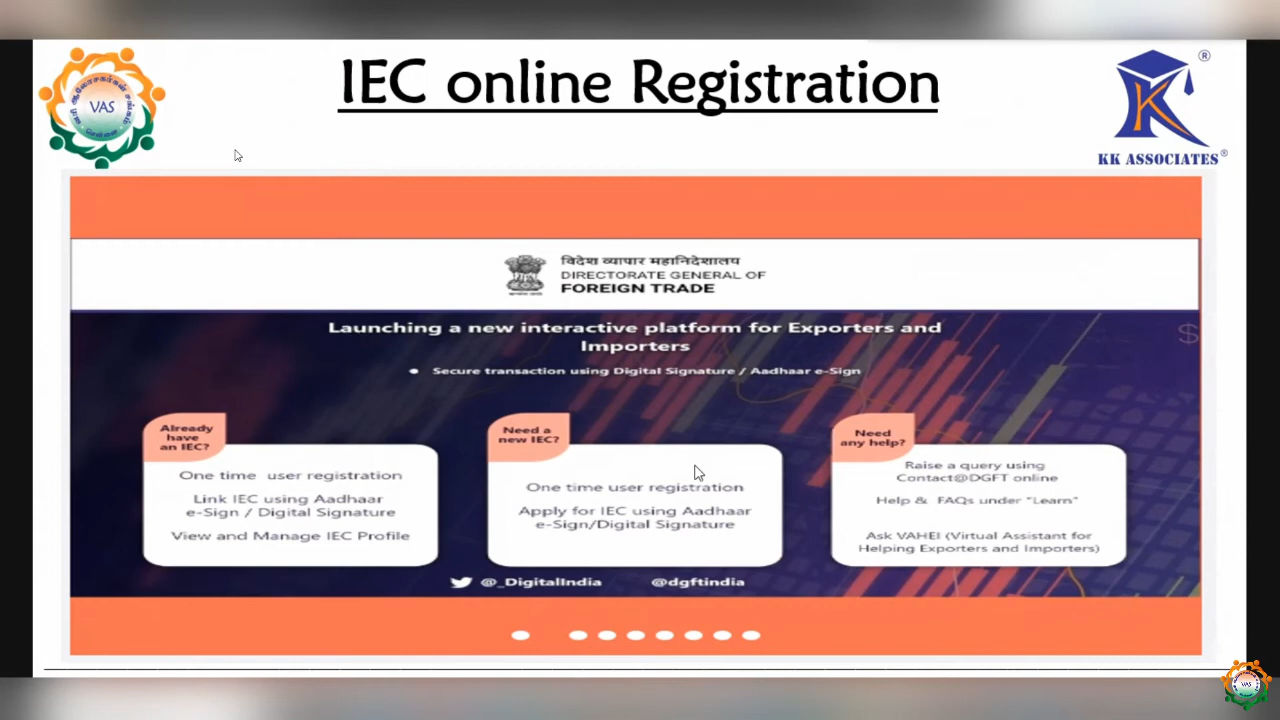 IEC online Registration
VAS
®
KK ASSOCIATES®
विदेश व्यापार महानिदेशालय
DIRECTORATE GENERAL OF
FOREIGN TRADE
Launching a new interactive platform for Exporters and
Importers
● Secure transaction using Digital Signature / Aadhaar e-Sign
Already
have
an IEC?
One time user registration
Link IEC using Aadhaar
e-Sign / Digital Signature
View and Manage IEC Profile
Need a
new IEC?
One time user registration
Apply for IEC using Aadhaar
e-Sign/Digital Signature
Need
any help?
Raise a query using
Contact@DGFT online
Help & FAQs under "Learn"
Ask VAHEI (Virtual Assistant for
Helping Exporters and Importers)
@_DigitalIndia @dgftindia
VAS